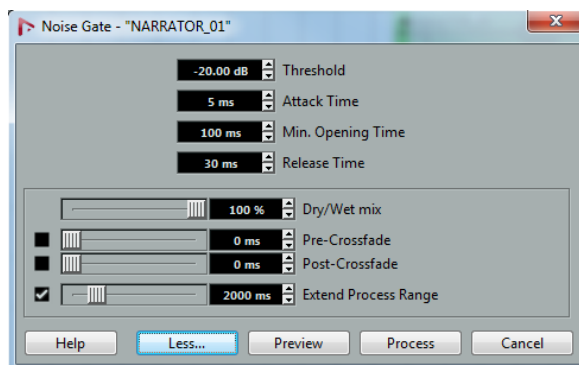 Noise Gate - "NARRATOR_01"
-20.00 dB Threshold
5 ms Attack Time
100 ms Min. Opening Time
30 ms Release Time
100 % Dry/Wet mix
0 ms Pre-Crossfade
0 ms Post-Crossfade
2000 ms Extend Process Range
Help Less... Preview Process Cancel